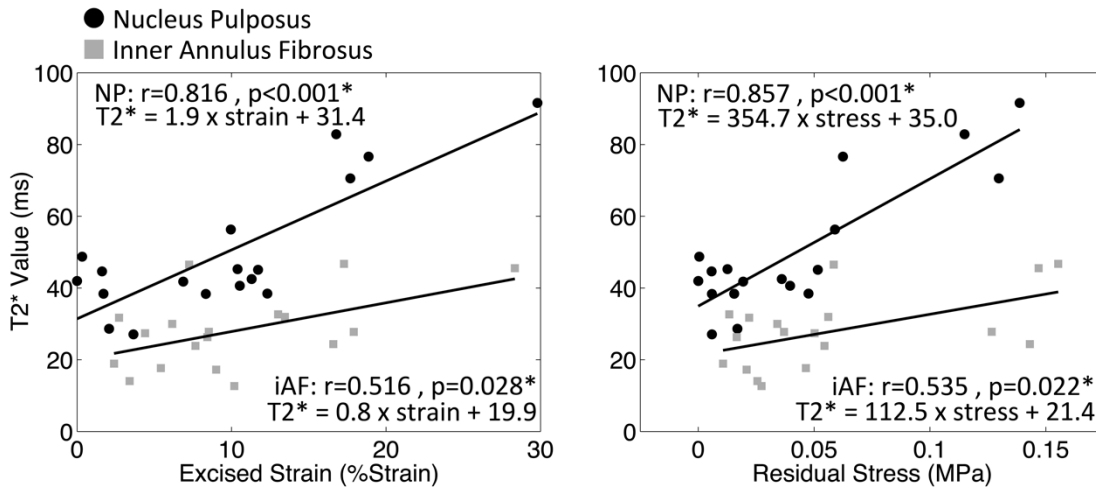 Nucleus Pulposus
Inner Annulus Fibrosus
T2* Value (ms)
100
80
60
40
20
0
NP: r=0.816 , p<0.001*
T2* = 1.9 x strain + 31.4
iAF: r=0.516 , p=0.028*
T2* = 0.8 x strain + 19.9
0 10 20 30
Excised Strain (%Strain)
100
80
60
40
20
0
NP: r=0.857 , p<0.001*
T2* = 354.7 x stress + 35.0
iAF: r=0.535 , p=0.022*
T2* = 112.5 x stress + 21.4
0 0.05 0.1 0.15
Residual Stress (MPa)